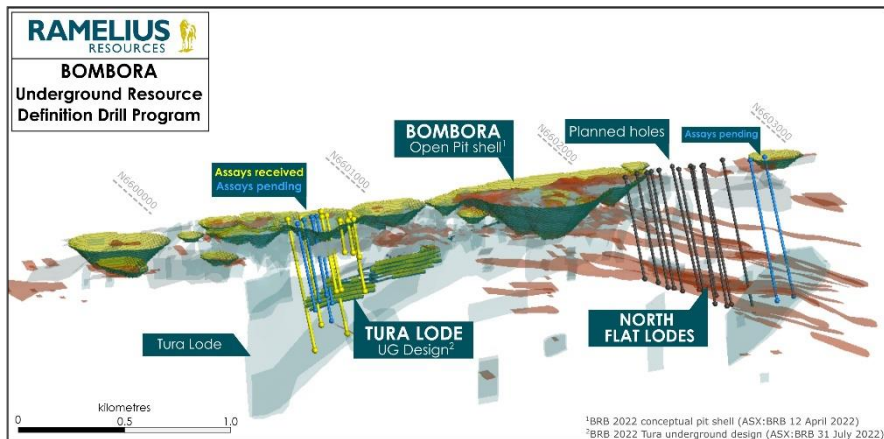 RAMELIUS
RESOURCES
BOMBORA
Underground Resource
Definition Drill Program
N6600000
Assays received
Assays pending
N6601000
BOMBORA
Open Pit shell¹
N6602000
Planned holes
Assays pending
N6603000
Tura Lode
TURA LODE
UG Design²
NORTH
FLAT LODES
kilometres
0 0.5 1.0
¹BRB 2022 conceptual pit shell (ASX:BRB 12 April 2022)
²BRB 2022 Tura underground design (ASX:BRB 31 July 2022)